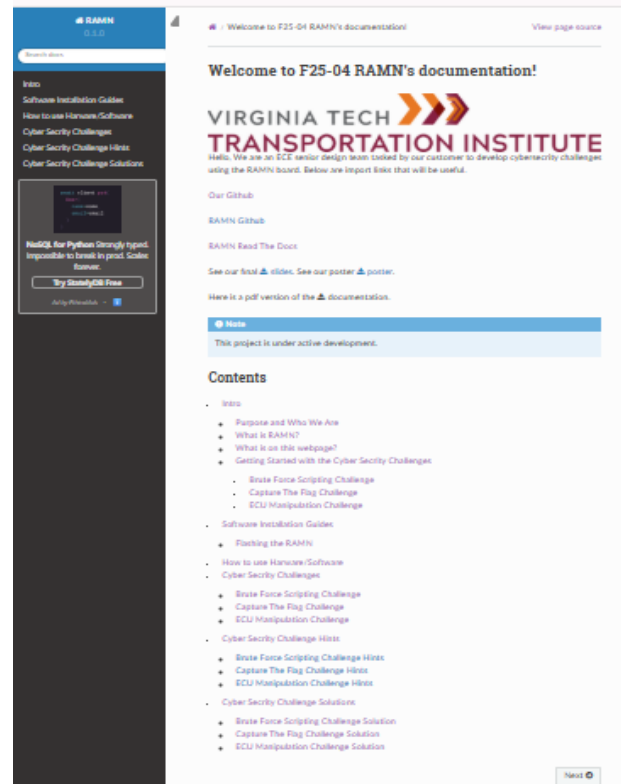 RAMN
0.1.0
Search docs
Intro
Software Installation Guides
How to use Harware/Software
Cyber Secrity Challenges
Cyber Secrity Challenge Hints
Cyber Secrity Challenge Solutions
NoSQL for Python Strongly typed.
Impossible to break in prod. Scales
forever.
Try StatelyDB Free
Welcome to F25-04 RAMN's documentation!
View page source
Welcome to F25-04 RAMN's documentation!
VIRGINIA TECH
TRANSPORTATION INSTITUTE
Hello, We are an ECE senior design team tasked by our customer to develop cybersecrity challenges
using the RAMN board. Below are import links that will be useful.
Our Github
RAMN Github
RAMN Read The Docs
See our final slides. See our poster poster.
Here is a pdf version of the documentation.
Note
This project is under active development.
Contents
Intro
Purpose and Who We Are
What is RAMN?
What is on this webpage?
Getting Started with the Cyber Secrity Challenges
Brute Force Scripting Challenge
Capture The Flag Challenge
ECU Manipulation Challenge
Software Installation Guides
Flashing the RAMN
How to use Harware/Software
Cyber Secrity Challenges
Brute Force Scripting Challenge
Capture The Flag Challenge
ECU Manipulation Challenge
Cyber Secrity Challenge Hints
Brute Force Scripting Challenge Hints
Capture The Flag Challenge Hints
ECU Manipulation Challenge Hints
Cyber Secrity Challenge Solutions
Brute Force Scripting Challenge Solution
Capture The Flag Challenge Solution
ECU Manipulation Challenge Solution
Next